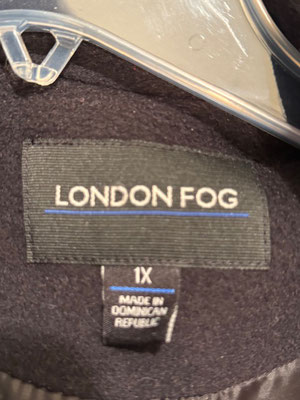 LONDON FOG
1X
MADE IN
DOMINICAN
REPUBLIC